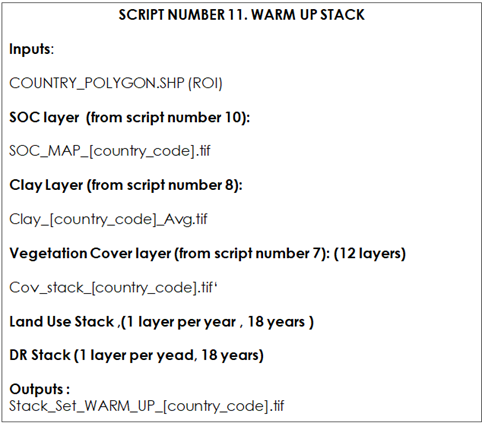 SCRIPT NUMBER 11. WARM UP STACK
Inputs:
COUNTRY_POLYGON.SHP (ROI)
SOC layer (from script number 10):
SOC_MAP_[country_code].tif
Clay Layer (from script number 8):
Clay_[country_code]_Avg.tif
Vegetation Cover layer (from script number 7): (12 layers)
Cov_stack_[country_code].tif‘
Land Use Stack ,(1 layer per year , 18 years )
DR Stack (1 layer per yead, 18 years)
Outputs :
Stack_Set_WARM_UP_[country_code].tif